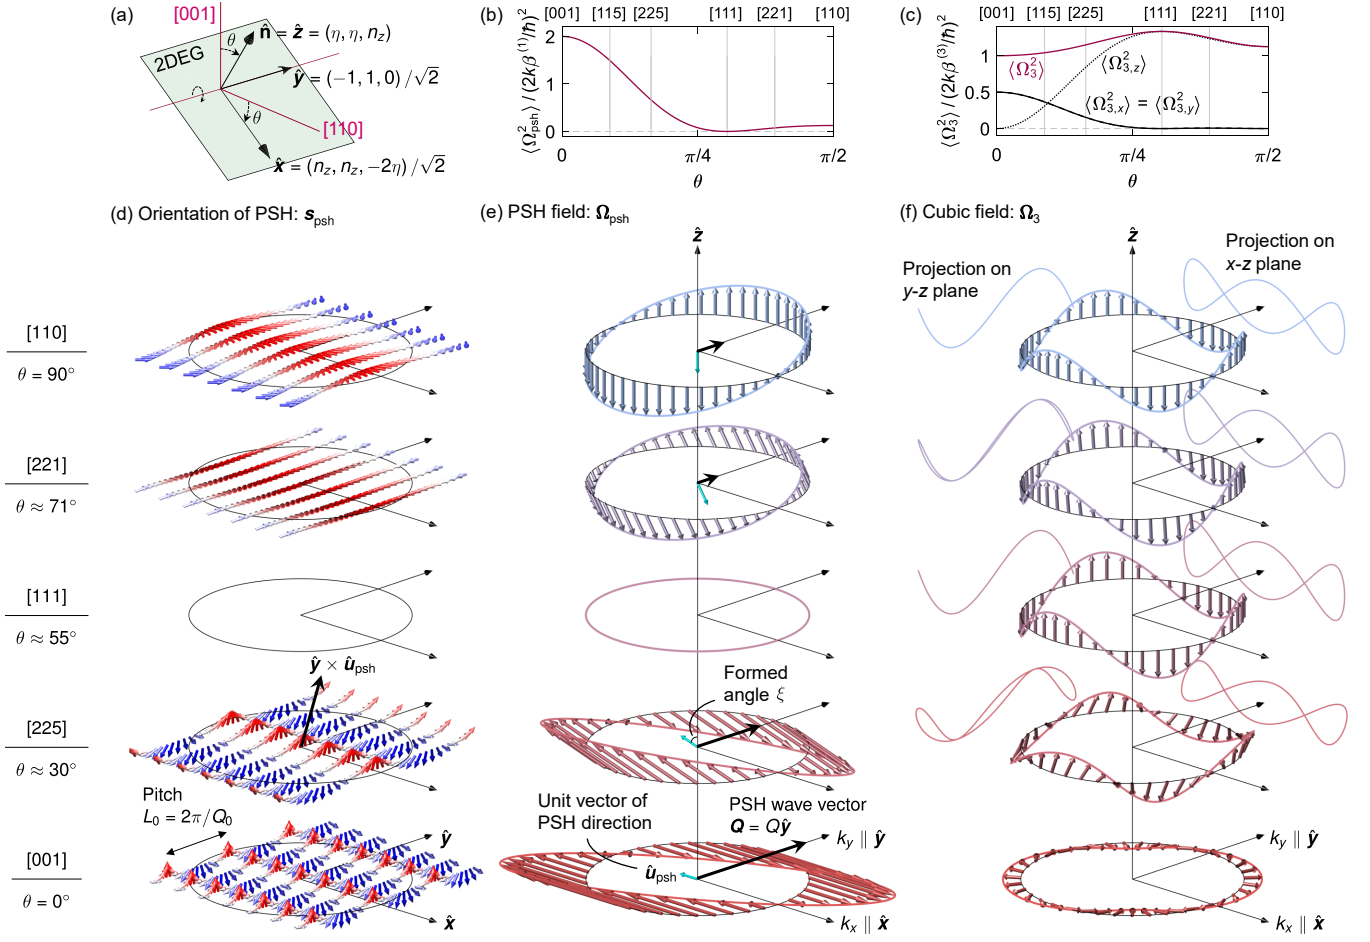 (a)
[001]
θ
n̂ = ẑ = (η, η, n_z)
2DEG
ŷ = (−1, 1, 0)/√2
θ
[110]
x̂ = (n_z, n_z, −2η)/√2
(b)
[001] [115] [225] [111] [221] [110]
⟨Ω²_psh⟩ / (2kβ^(1)/ħ)²
2
1
0
0 π/4 π/2
θ
(c)
[001] [115] [225] [111] [221] [110]
⟨Ω²_3⟩ / (2kβ^(3)/ħ)²
1
0.5
0
⟨Ω²_3⟩
⟨Ω²_3,z⟩
⟨Ω²_3,x⟩ = ⟨Ω²_3,y⟩
0 π/4 π/2
θ
(d) Orientation of PSH: s_psh
(e) PSH field: Ω_psh
(f) Cubic field: Ω_3
ẑ
ẑ
Projection on
y-z plane
Projection on
x-z plane
[110]
θ = 90°
[221]
θ ≈ 71°
[111]
θ ≈ 55°
ŷ × û_psh
Formed
angle ξ
[225]
θ ≈ 30°
Pitch
L_0 = 2π/Q_0
Unit vector of
PSH direction
PSH wave vector
Q = Qŷ
[001]
θ = 0°
ŷ
x̂
û_psh
k_y ∥ ŷ
k_x ∥ x̂
k_y ∥ ŷ
k_x ∥ x̂